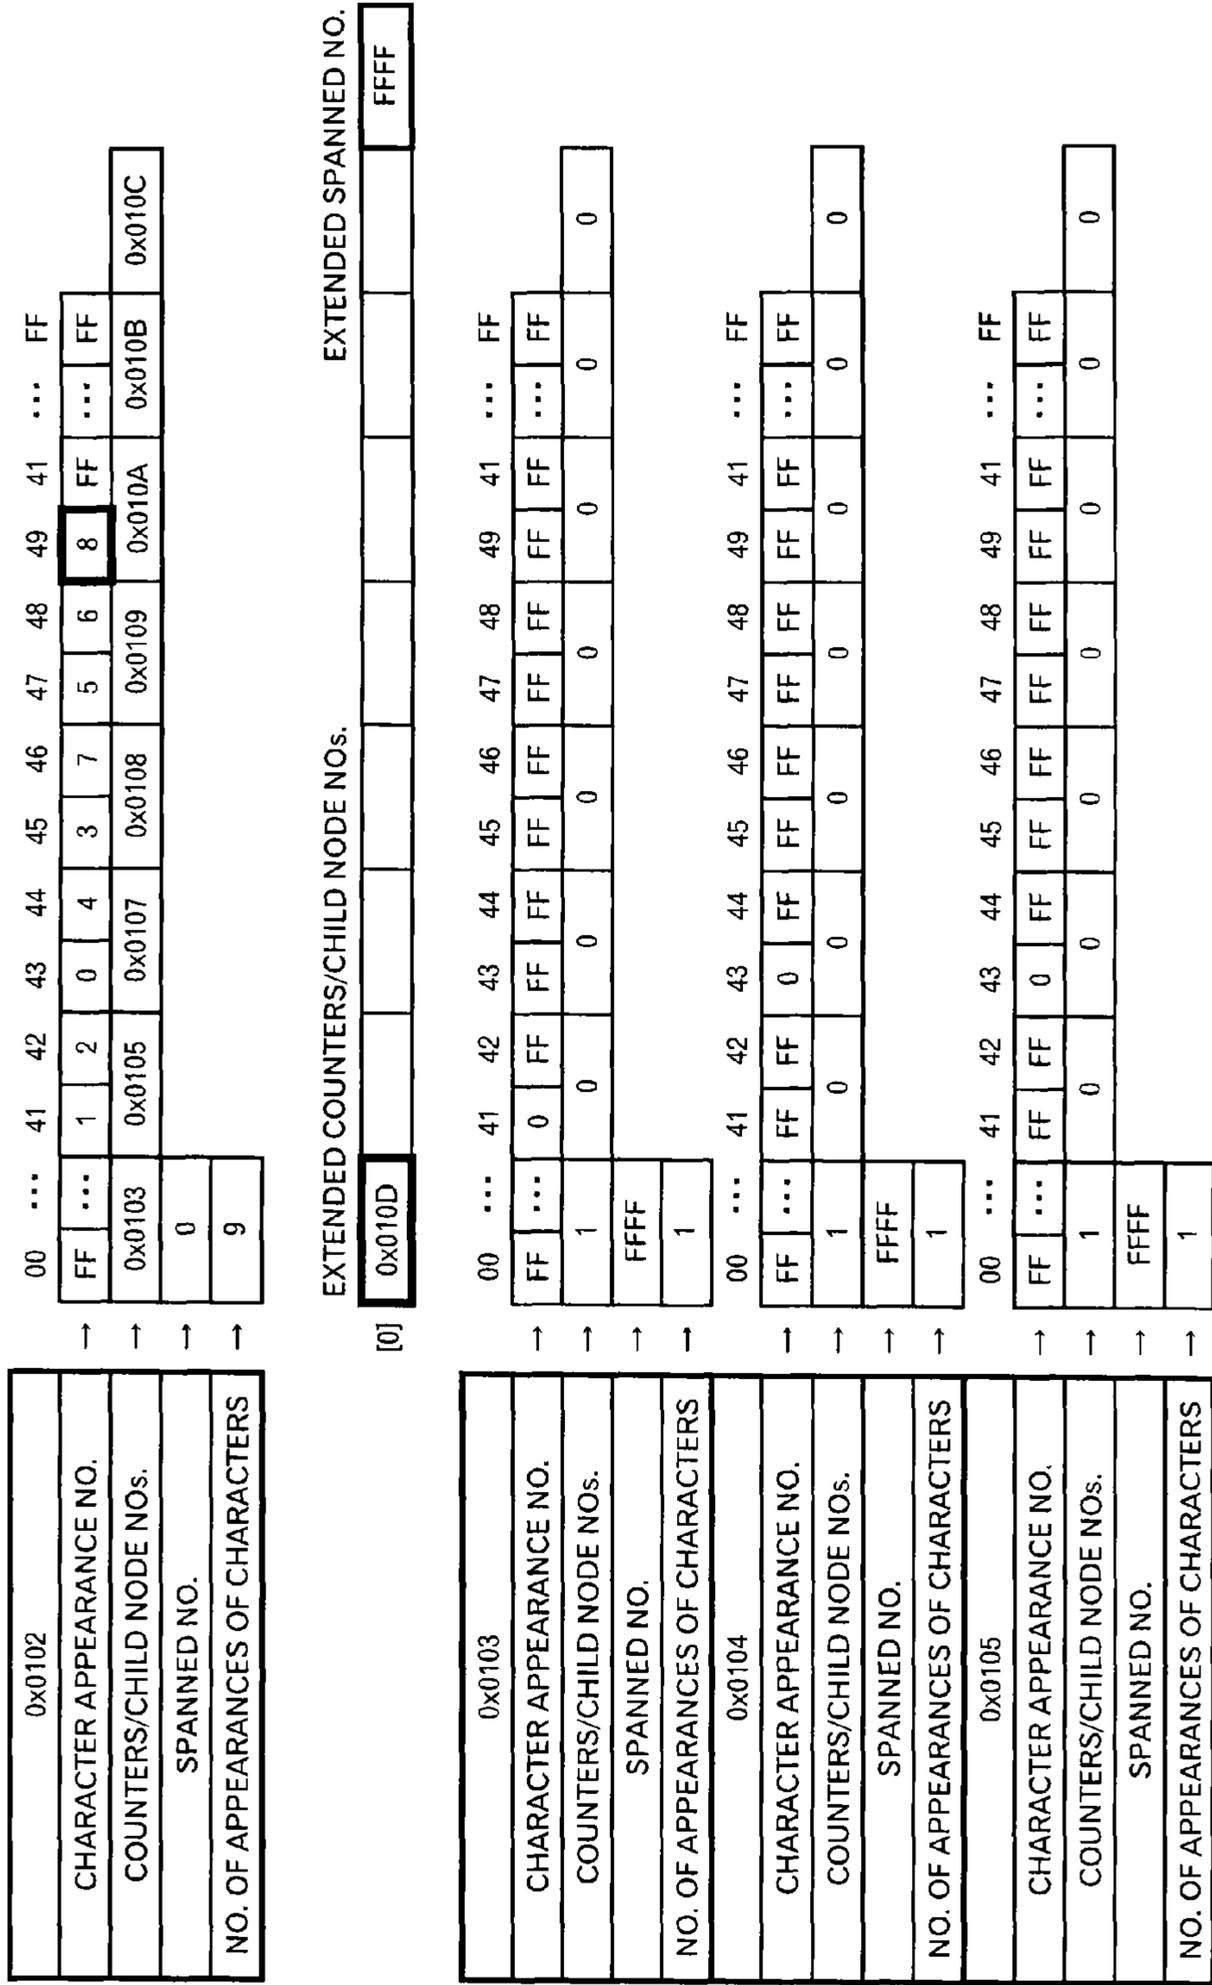 0x0102
00 ... 41 42 43 44 45 46 47 48 49 41 ... FF
CHARACTER APPEARANCE NO. → FF ... 1 2 0 4 3 7 5 6 8 FF ... FF
COUNTERS/CHILD NODE NOs. → 0x0103 0x0105 0x0107 0x0108 0x0109 0x010A 0x010B 0x010C
SPANNED NO. → 0
NO. OF APPEARANCES OF CHARACTERS → 9
EXTENDED COUNTERS/CHILD NODE NOs. EXTENDED SPANNED NO.
[0] 0x010D FFFF
0x0103
00 ... 41 42 43 44 45 46 47 48 49 41 ... FF
CHARACTER APPEARANCE NO. → FF ... 0 FF FF FF FF FF FF FF FF FF ... FF
COUNTERS/CHILD NODE NOs. → 1 0 0 0 0 0 0 0
SPANNED NO. → FFFF
NO. OF APPEARANCES OF CHARACTERS → 1
0x0104
00 ... 41 42 43 44 45 46 47 48 49 41 ... FF
CHARACTER APPEARANCE NO. → FF ... FF FF 0 FF FF FF FF FF FF FF ... FF
COUNTERS/CHILD NODE NOs. → 1 0 0 0 0 0 0 0
SPANNED NO. → FFFF
NO. OF APPEARANCES OF CHARACTERS → 1
0x0105
00 ... 41 42 43 44 45 46 47 48 49 41 ... FF
CHARACTER APPEARANCE NO. → FF ... FF FF 0 FF FF FF FF FF FF FF ... FF
COUNTERS/CHILD NODE NOs. → 1 0 0 0 0 0 0 0
SPANNED NO. → FFFF
NO. OF APPEARANCES OF CHARACTERS → 1